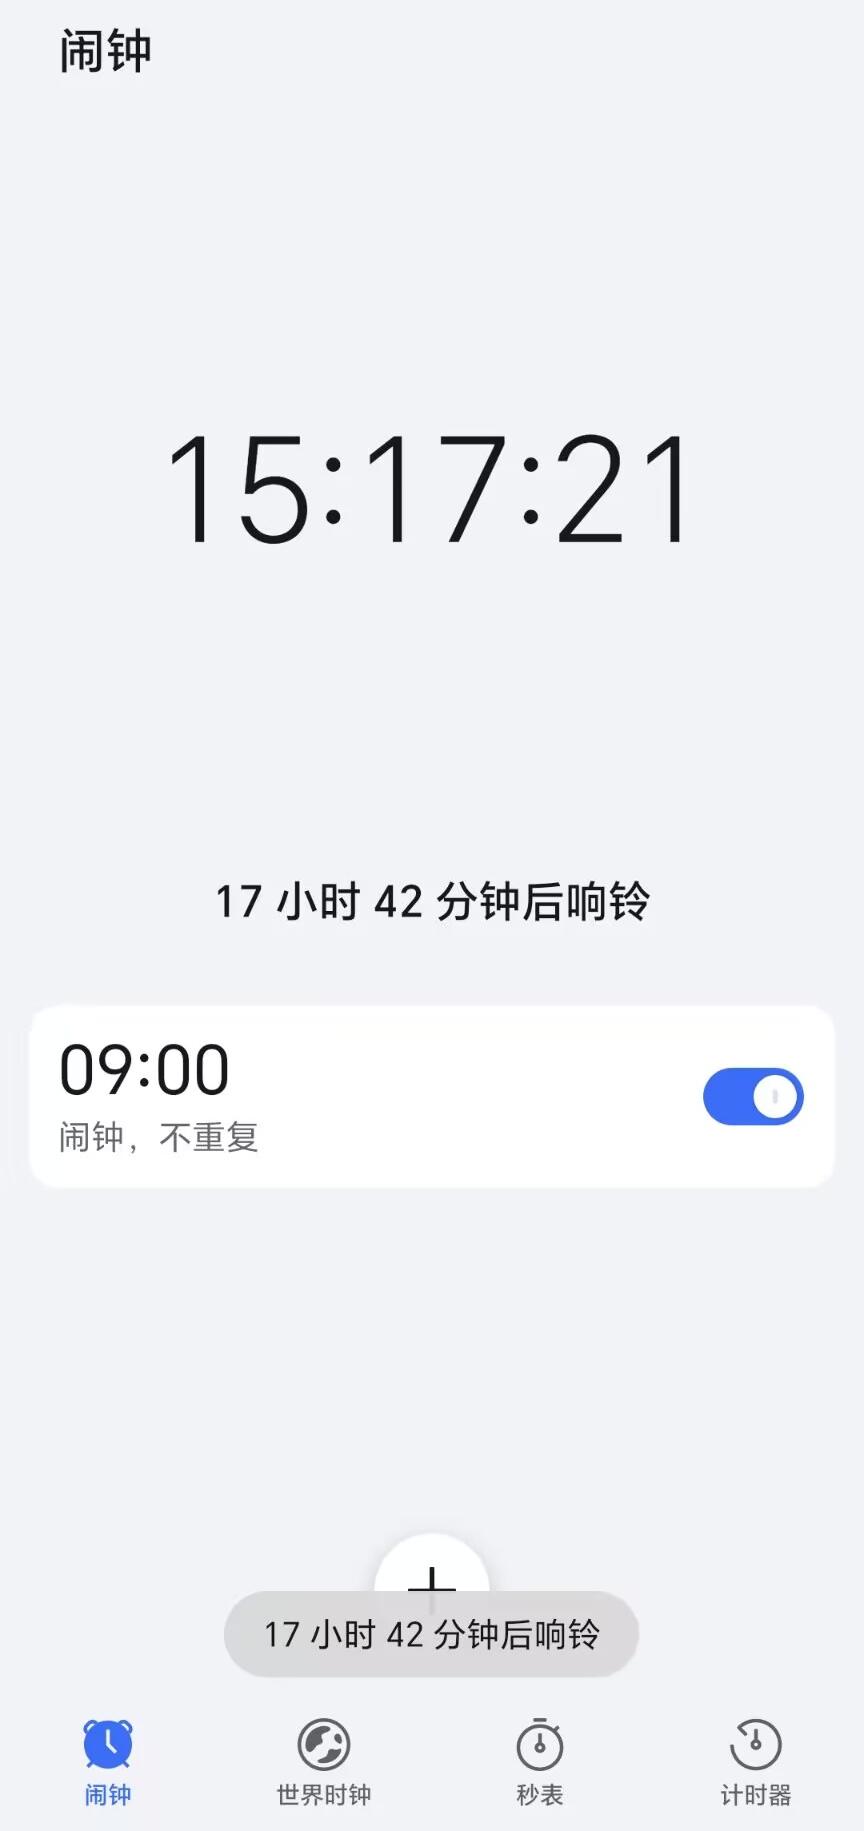 闹钟
15:17:21
17 小时 42 分钟后响铃
09:00
闹钟，不重复
17 小时 42 分钟后响铃
闹钟
世界时钟
秒表
计时器